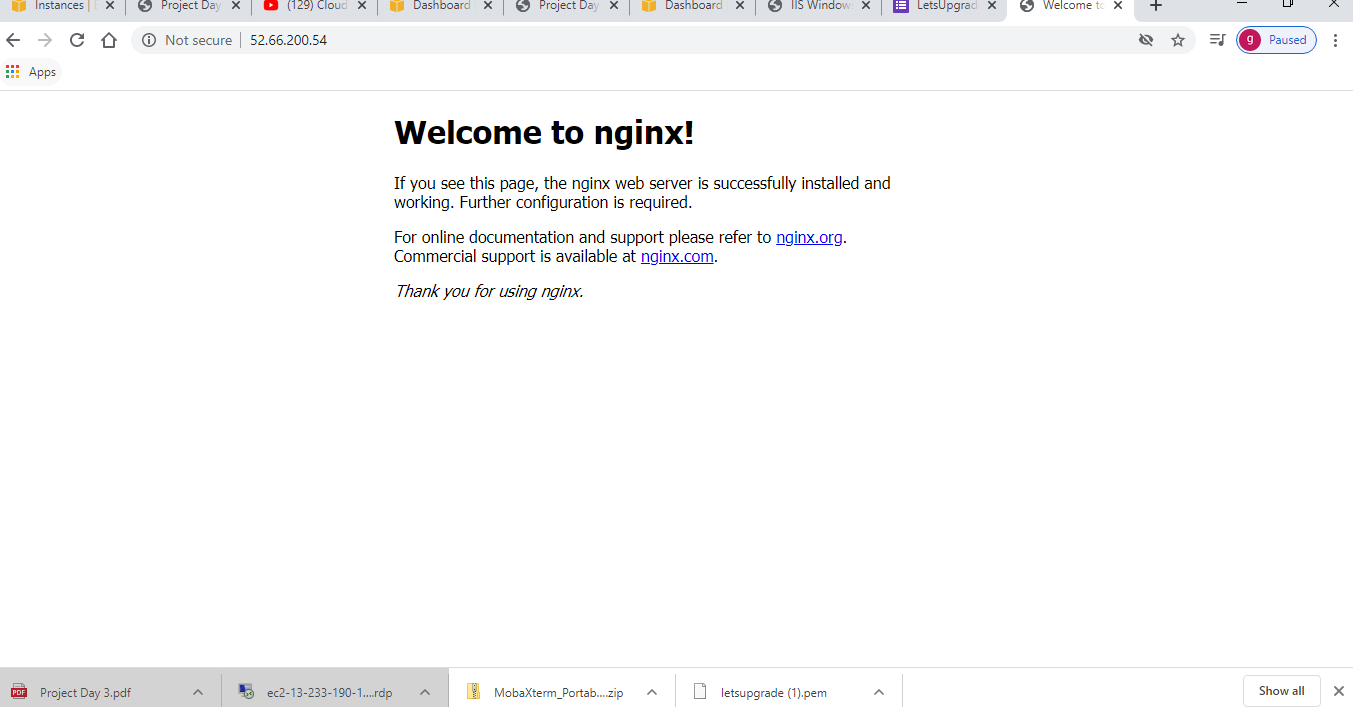 Instances | E
Project Day
(129) Cloud
Dashboard
Project Day
Dashboard
IIS Window
LetsUpgrad
Welcome to
Not secure
52.66.200.54
g
Paused
Apps
Welcome to nginx!
If you see this page, the nginx web server is successfully installed and
working. Further configuration is required.
For online documentation and support please refer to nginx.org.
Commercial support is available at nginx.com.
Thank you for using nginx.
PDF
Project Day 3.pdf
ec2-13-233-190-1....rdp
MobaXterm_Portab....zip
letsupgrade (1).pem
Show all